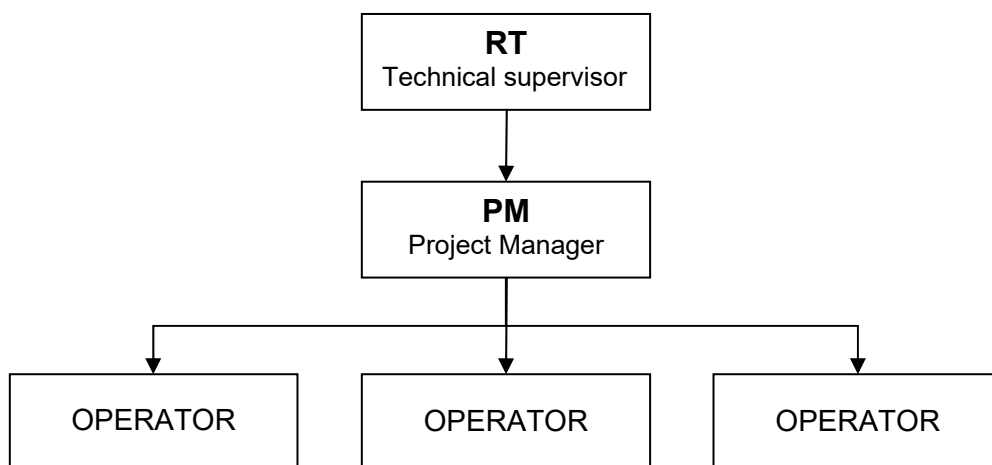 RT
Technical supervisor
PM
Project Manager
OPERATOR
OPERATOR
OPERATOR